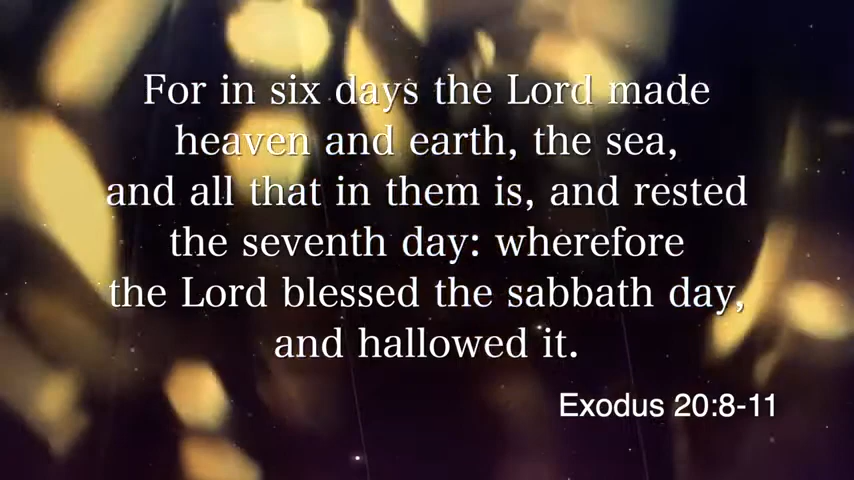 For in six days the Lord made
heaven and earth, the sea,
and all that in them is, and rested
the seventh day: wherefore
the Lord blessed the sabbath day,
and hallowed it.
Exodus 20:8-11